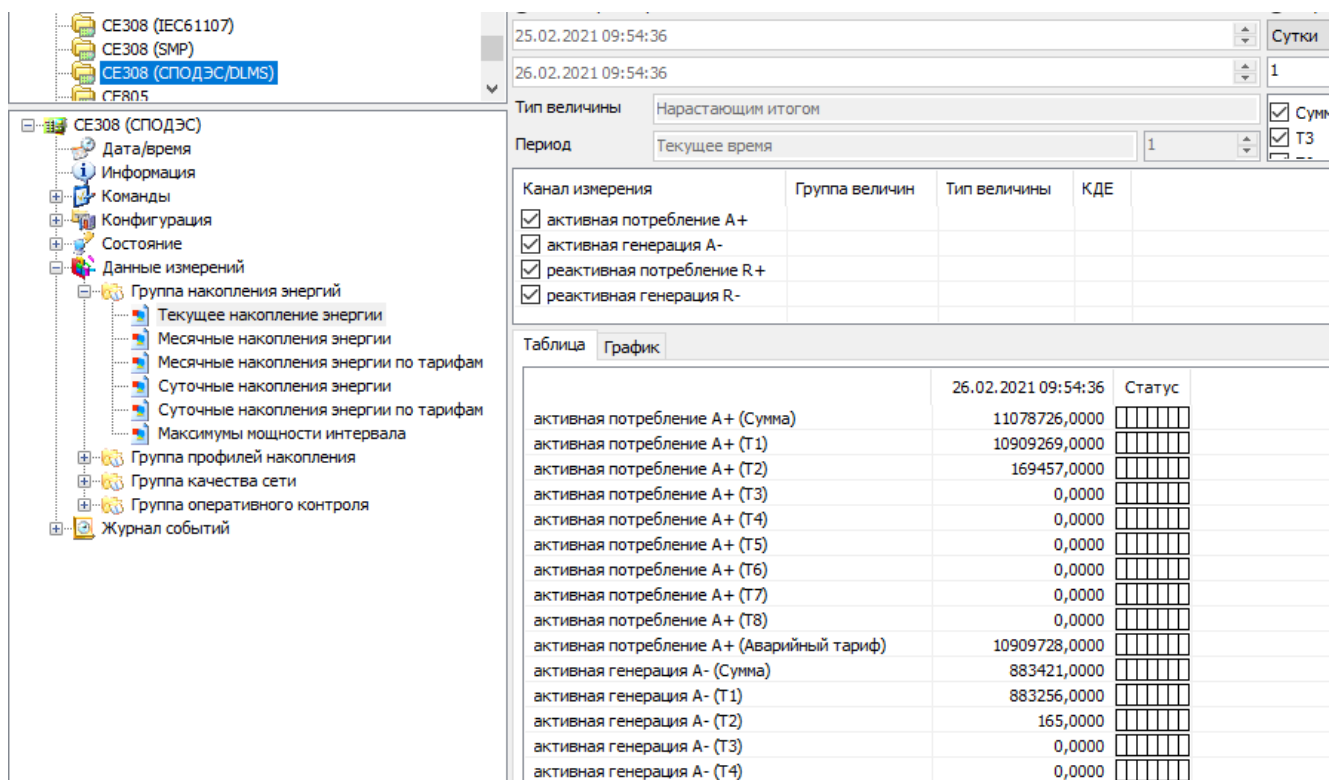 CE308 (IEC61107)
CE308 (SMP)
CE308 (СПОДЭС/DLMS)
CE805
CE308 (СПОДЭС)
Дата/время
Информация
Команды
Конфигурация
Состояние
Данные измерений
Группа накопления энергий
Текущее накопление энергии
Месячные накопления энергии
Месячные накопления энергии по тарифам
Суточные накопления энергии
Суточные накопления энергии по тарифам
Максимумы мощности интервала
Группа профилей накопления
Группа качества сети
Группа оперативного контроля
Журнал событий
25.02.2021 09:54:36
Сутки
26.02.2021 09:54:36
1
Тип величины Нарастающим итогом
Период Текущее время 1
Сумм
Т3
Канал измерения Группа величин Тип величины КДЕ
активная потребление A+
активная генерация A-
реактивная потребление R+
реактивная генерация R-
Таблица График
26.02.2021 09:54:36 Статус
активная потребление A+ (Сумма) 11078726,0000
активная потребление A+ (Т1) 10909269,0000
активная потребление A+ (Т2) 169457,0000
активная потребление A+ (Т3) 0,0000
активная потребление A+ (Т4) 0,0000
активная потребление A+ (Т5) 0,0000
активная потребление A+ (Т6) 0,0000
активная потребление A+ (Т7) 0,0000
активная потребление A+ (Т8) 0,0000
активная потребление A+ (Аварийный тариф) 10909728,0000
активная генерация A- (Сумма) 883421,0000
активная генерация A- (Т1) 883256,0000
активная генерация A- (Т2) 165,0000
активная генерация A- (Т3) 0,0000
активная генерация A- (Т4) 0,0000